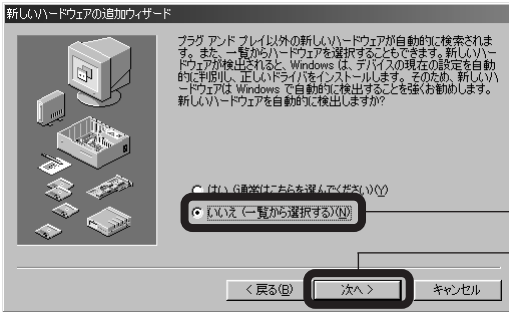 新しいハードウェアの追加ウィザード
プラグ アンド プレイ以外の新しいハードウェアが自動的に検索されま
す。また、一覧からハードウェアを選択することもできます。新しいハー
ドウェアが検出されると、Windows は、デバイスの現在の設定を自動
的に判別し、正しいドライバをインストールします。そのため、新しいハ
ードウェアは Windows で自動的に検出することを強くお勧めします。
新しいハードウェアを自動的に検出しますか?
はい (通常はこちらを選んでください)(Y)
いいえ (一覧から選択する)(N)
< 戻る(B)
次へ >
キャンセル